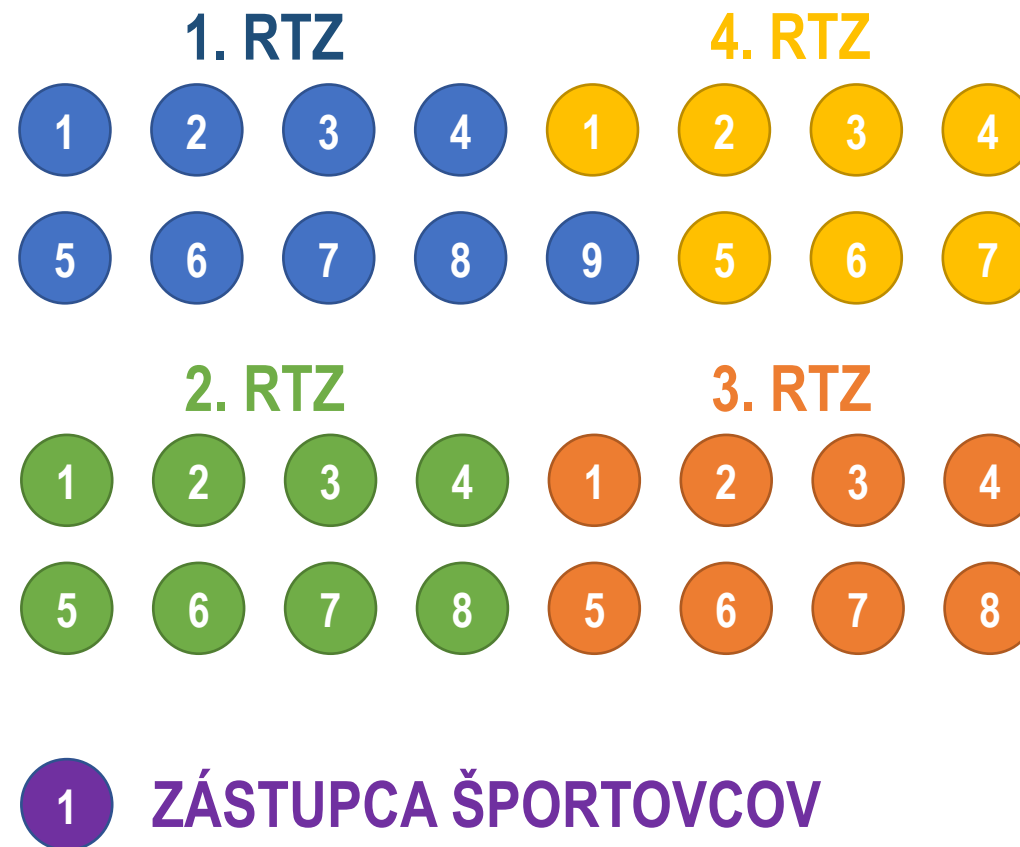 1. RTZ 4. RTZ
1 2 3 4 1 2 3 4
5 6 7 8 9 5 6 7
2. RTZ 3. RTZ
1 2 3 4 1 2 3 4
5 6 7 8 5 6 7 8
1 ZÁSTUPCA ŠPORTOVCOV